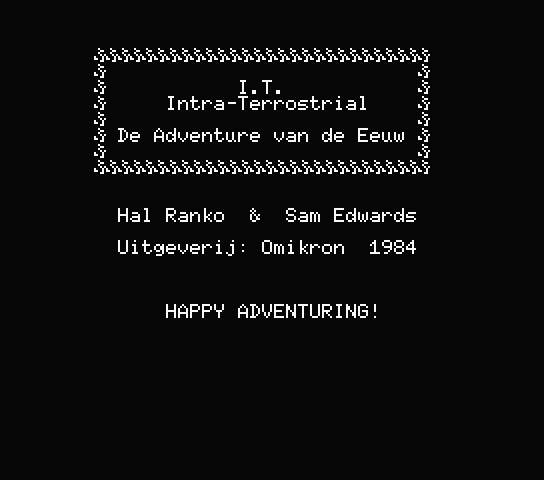 I.T.
Intra-Terrostrial
De Adventure van de Eeuw
Hal Ranko & Sam Edwards
Uitgeverij: Omikron 1984
HAPPY ADVENTURING!